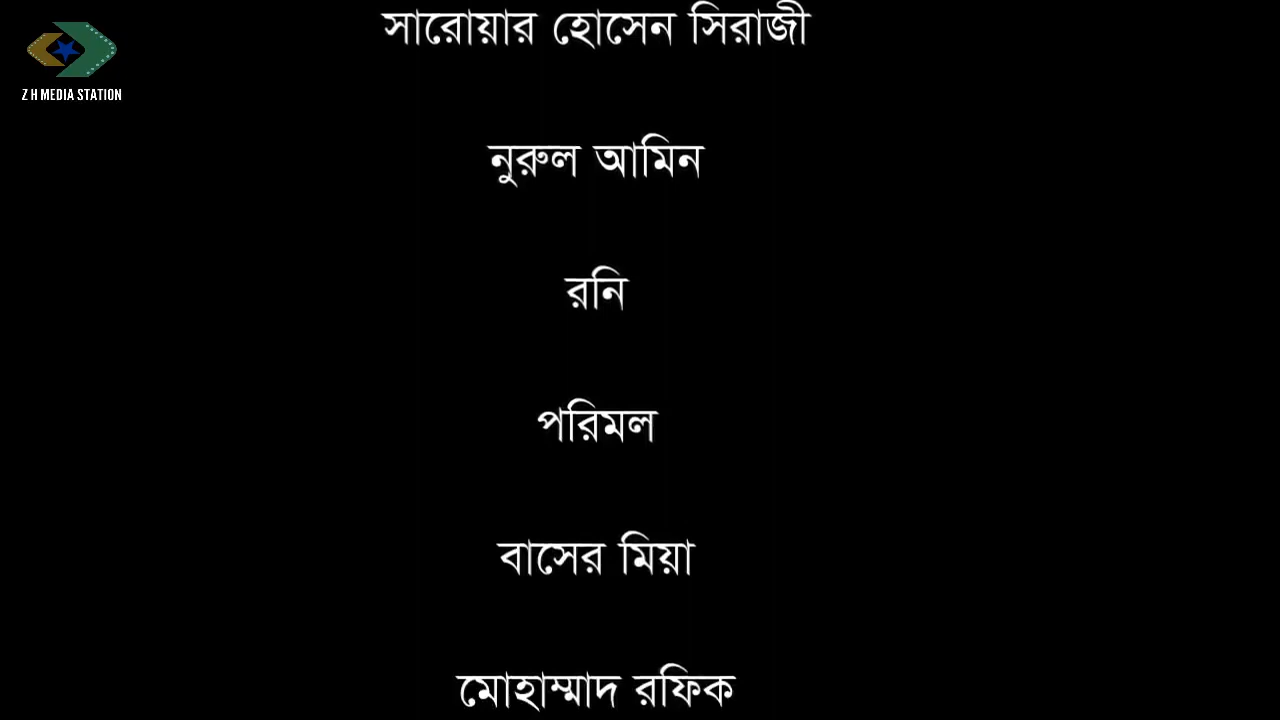 সারোয়ার হোসেন সিরাজী
Z H MEDIA STATION
নুরুল আমিন
রনি
পরিমল
বাসের মিয়া
মোহাম্মাদ রফিক